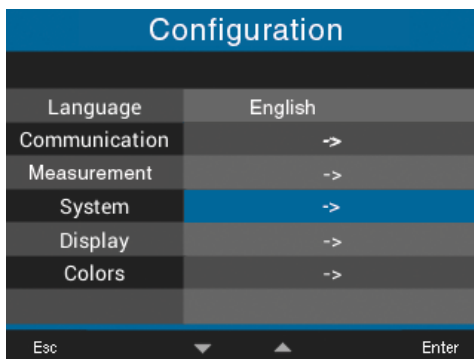 Configuration
Language English
Communication ->
Measurement ->
System ->
Display ->
Colors ->
Esc Enter